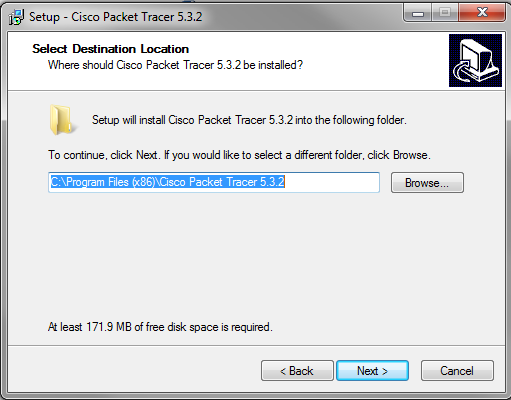 Setup - Cisco Packet Tracer 5.3.2
Select Destination Location
Where should Cisco Packet Tracer 5.3.2 be installed?
Setup will install Cisco Packet Tracer 5.3.2 into the following folder.
To continue, click Next. If you would like to select a different folder, click Browse.
C:\Program Files (x86)\Cisco Packet Tracer 5.3.2
Browse...
At least 171.9 MB of free disk space is required.
< Back
Next >
Cancel